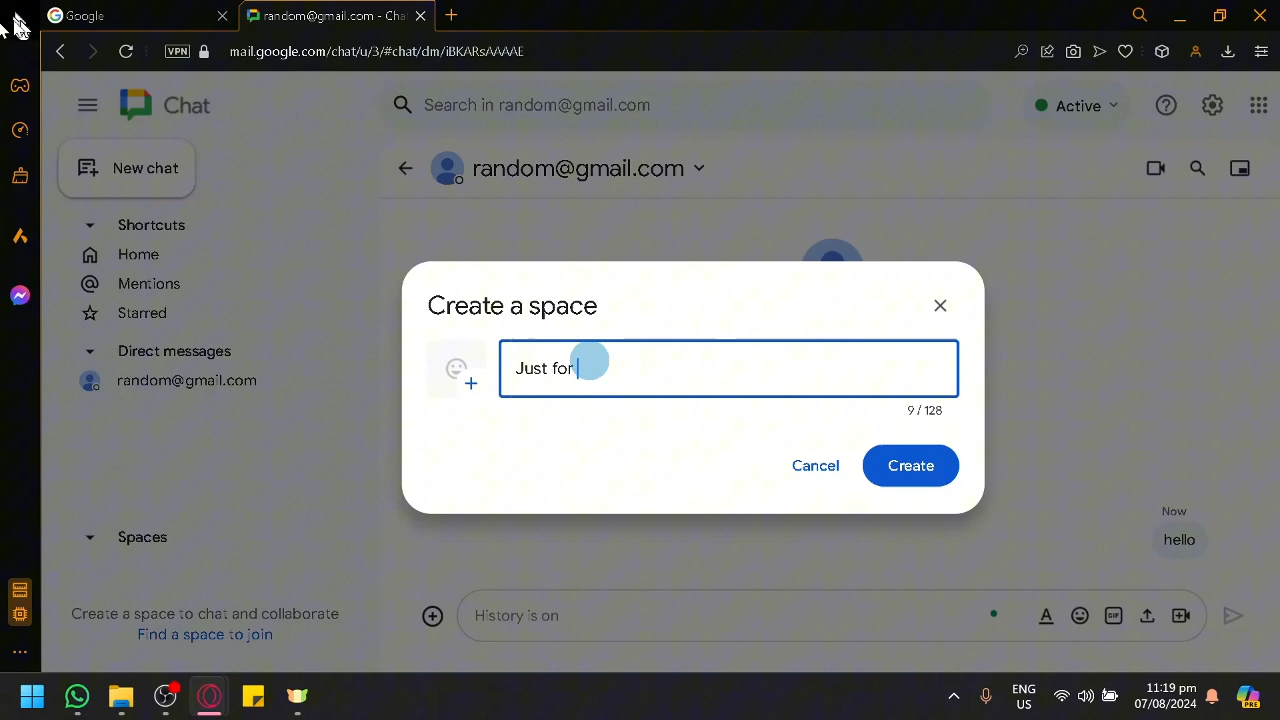 Google
random@gmail.com - Cha
VPN
mail.google.com/chat/u/3/#chat/dm/iBKARsAAAAE
Chat
Search in random@gmail.com
Active
New chat
random@gmail.com
Shortcuts
Home
Mentions
Starred
Direct messages
random@gmail.com
Create a space
Just for
9 / 128
Cancel
Create
Now
hello
Spaces
Create a space to chat and collaborate
Find a space to join
History is on
GIF
ENG
US
11:19 pm
07/08/2024
PRE